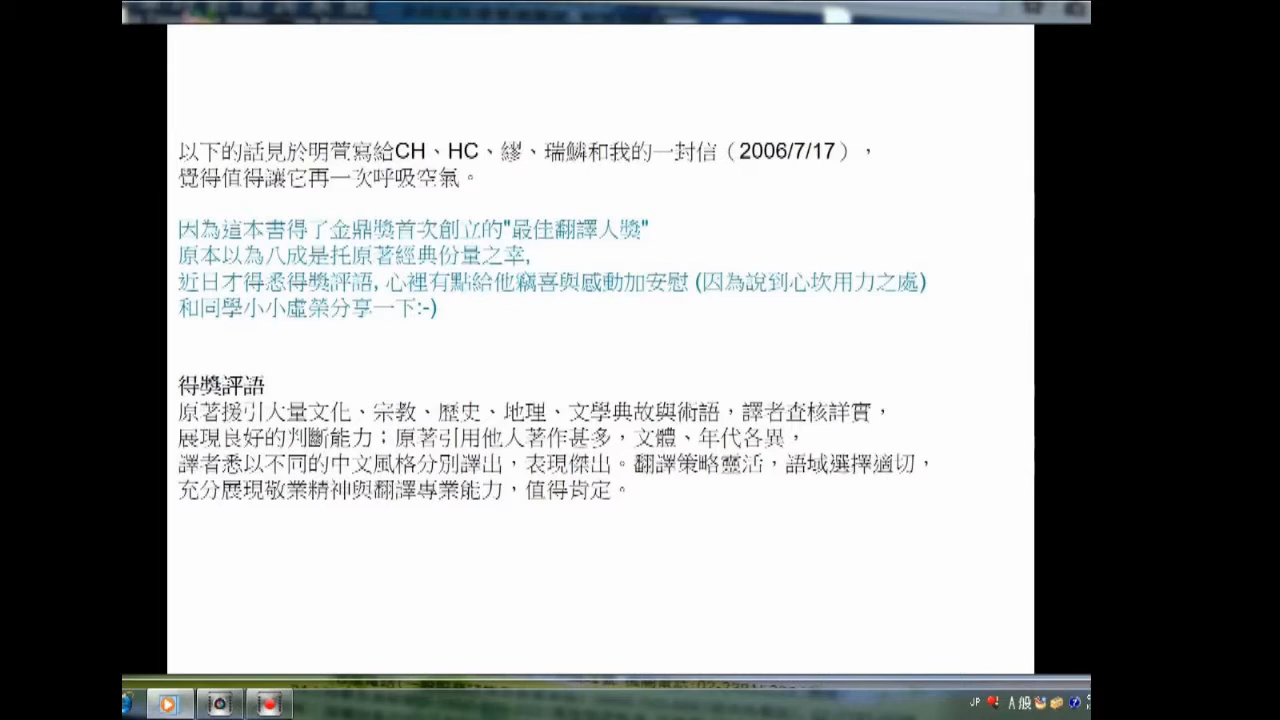 以下的話見於明萱寫給CH、HC、繆、瑞鱗和我的一封信（2006/7/17），
覺得值得讓它再一次呼吸空氣。
因為這本書得了金鼎獎首次創立的"最佳翻譯人獎"
原本以為八成是托原著經典份量之幸,
近日才得悉得獎評語, 心裡有點給他竊喜與感動加安慰 (因為說到心坎用力之處)
和同學小小虛榮分享一下:-)
得獎評語
原著援引大量文化、宗教、歷史、地理、文學典故與術語，譯者查核詳實，
展現良好的判斷能力；原著引用他人著作甚多，文體、年代各異，
譯者悉以不同的中文風格分別譯出，表現傑出。翻譯策略靈活，語域選擇適切，
充分展現敬業精神與翻譯專業能力，值得肯定。
JP A 般